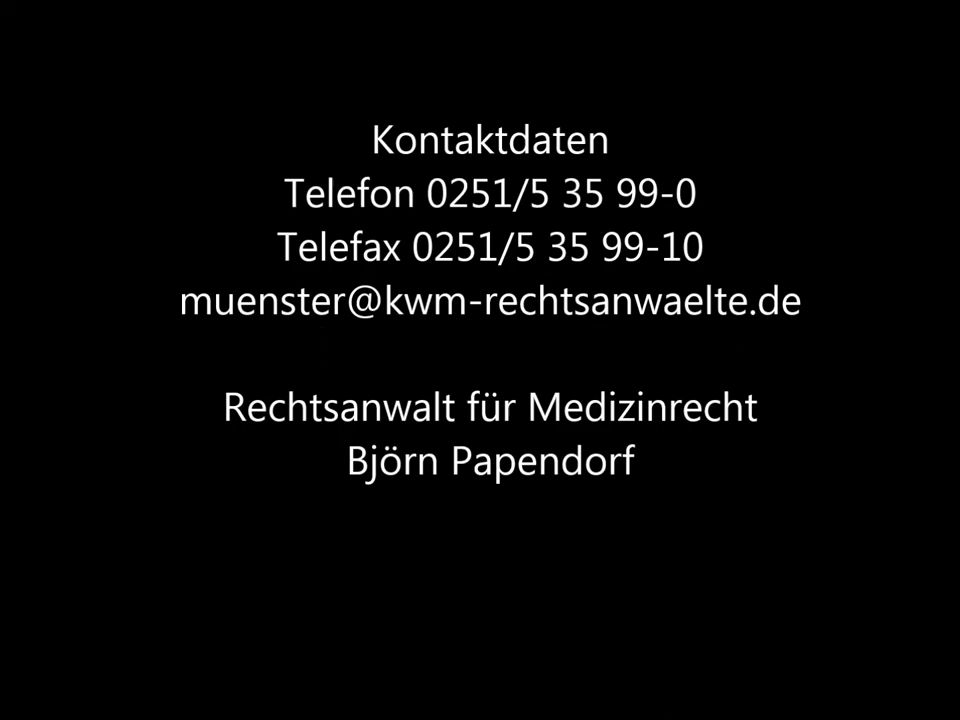 Kontaktdaten
Telefon 0251/5 35 99-0
Telefax 0251/5 35 99-10
muenster@kwm-rechtsanwaelte.de
Rechtsanwalt für Medizinrecht
Björn Papendorf